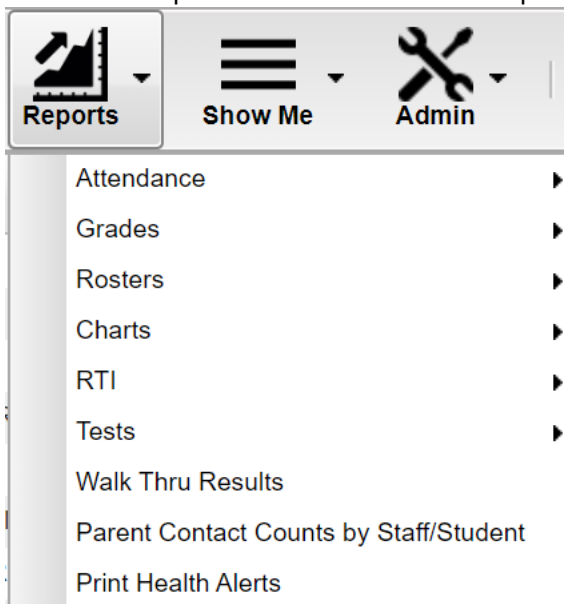 Reports
Show Me
Admin
Attendance
Grades
Rosters
Charts
RTI
Tests
Walk Thru Results
Parent Contact Counts by Staff/Student
Print Health Alerts